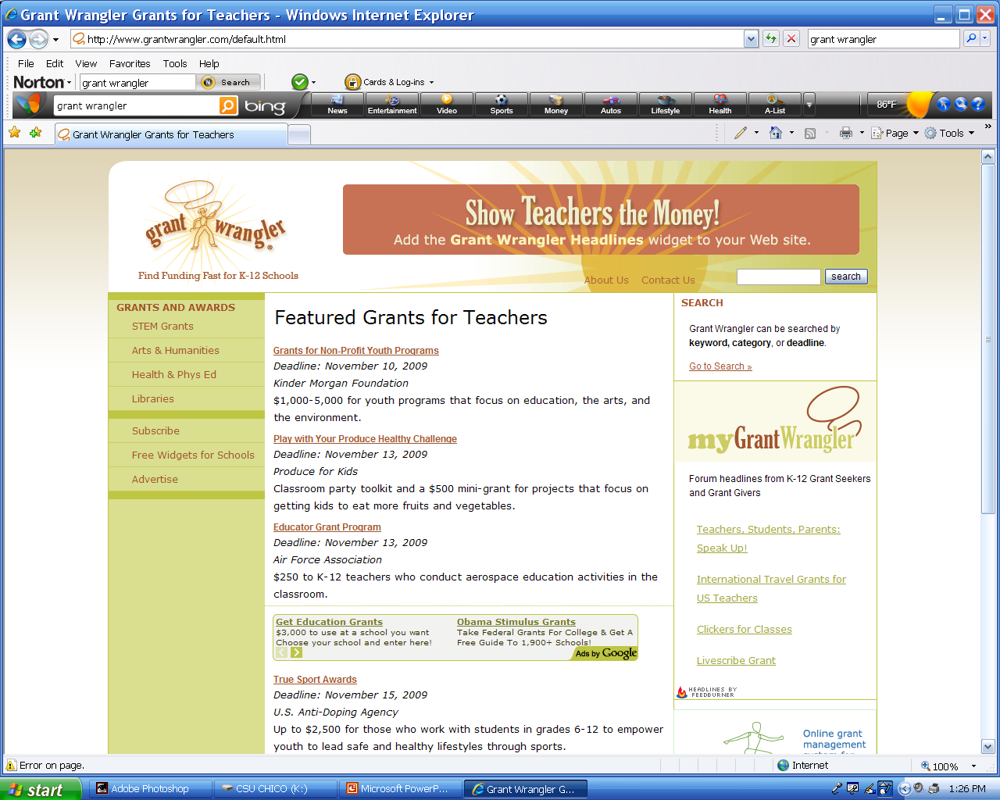 Grant Wrangler Grants for Teachers - Windows Internet Explorer
http://www.grantwrangler.com/default.html
grant wrangler
File Edit View Favorites Tools Help
Norton
grant wrangler
Search
Cards & Log-ins
grant wrangler
bing
News
Entertainment
Video
Sports
Money
Autos
Lifestyle
Health
A-List
86°F
Grant Wrangler Grants for Teachers
Page
Tools
grant wrangler
Find Funding Fast for K-12 Schools
Show Teachers the Money!
Add the Grant Wrangler Headlines widget to your Web site.
About Us
Contact Us
search
GRANTS AND AWARDS
STEM Grants
Arts & Humanities
Health & Phys Ed
Libraries
Subscribe
Free Widgets for Schools
Advertise
Featured Grants for Teachers
Grants for Non-Profit Youth Programs
Deadline: November 10, 2009
Kinder Morgan Foundation
$1,000-5,000 for youth programs that focus on education, the arts, and
the environment.
Play with Your Produce Healthy Challenge
Deadline: November 13, 2009
Produce for Kids
Classroom party toolkit and a $500 mini-grant for projects that focus on
getting kids to eat more fruits and vegetables.
Educator Grant Program
Deadline: November 13, 2009
Air Force Association
$250 to K-12 teachers who conduct aerospace education activities in the
classroom.
Get Education Grants
$3,000 to use at a school you want
Choose your school and enter here!
Obama Stimulus Grants
Take Federal Grants For College & Get A
Free Guide To 1,900+ Schools!
Ads by Google
True Sport Awards
Deadline: November 15, 2009
U.S. Anti-Doping Agency
Up to $2,500 for those who work with students in grades 6-12 to empower
youth to lead safe and healthy lifestyles through sports.
SEARCH
Grant Wrangler can be searched by
keyword, category, or deadline.
Go to Search »
myGrantWrangler
Forum headlines from K-12 Grant Seekers
and Grant Givers
Teachers, Students, Parents:
Speak Up!
International Travel Grants for
US Teachers
Clickers for Classes
Livescribe Grant
HEADLINES BY
FEEDBURNER
Online grant
management
system for
Error on page.
Internet
100%
start
Adobe Photoshop
CSU CHICO (K:)
Microsoft PowerP...
Grant Wrangler G...
1:26 PM